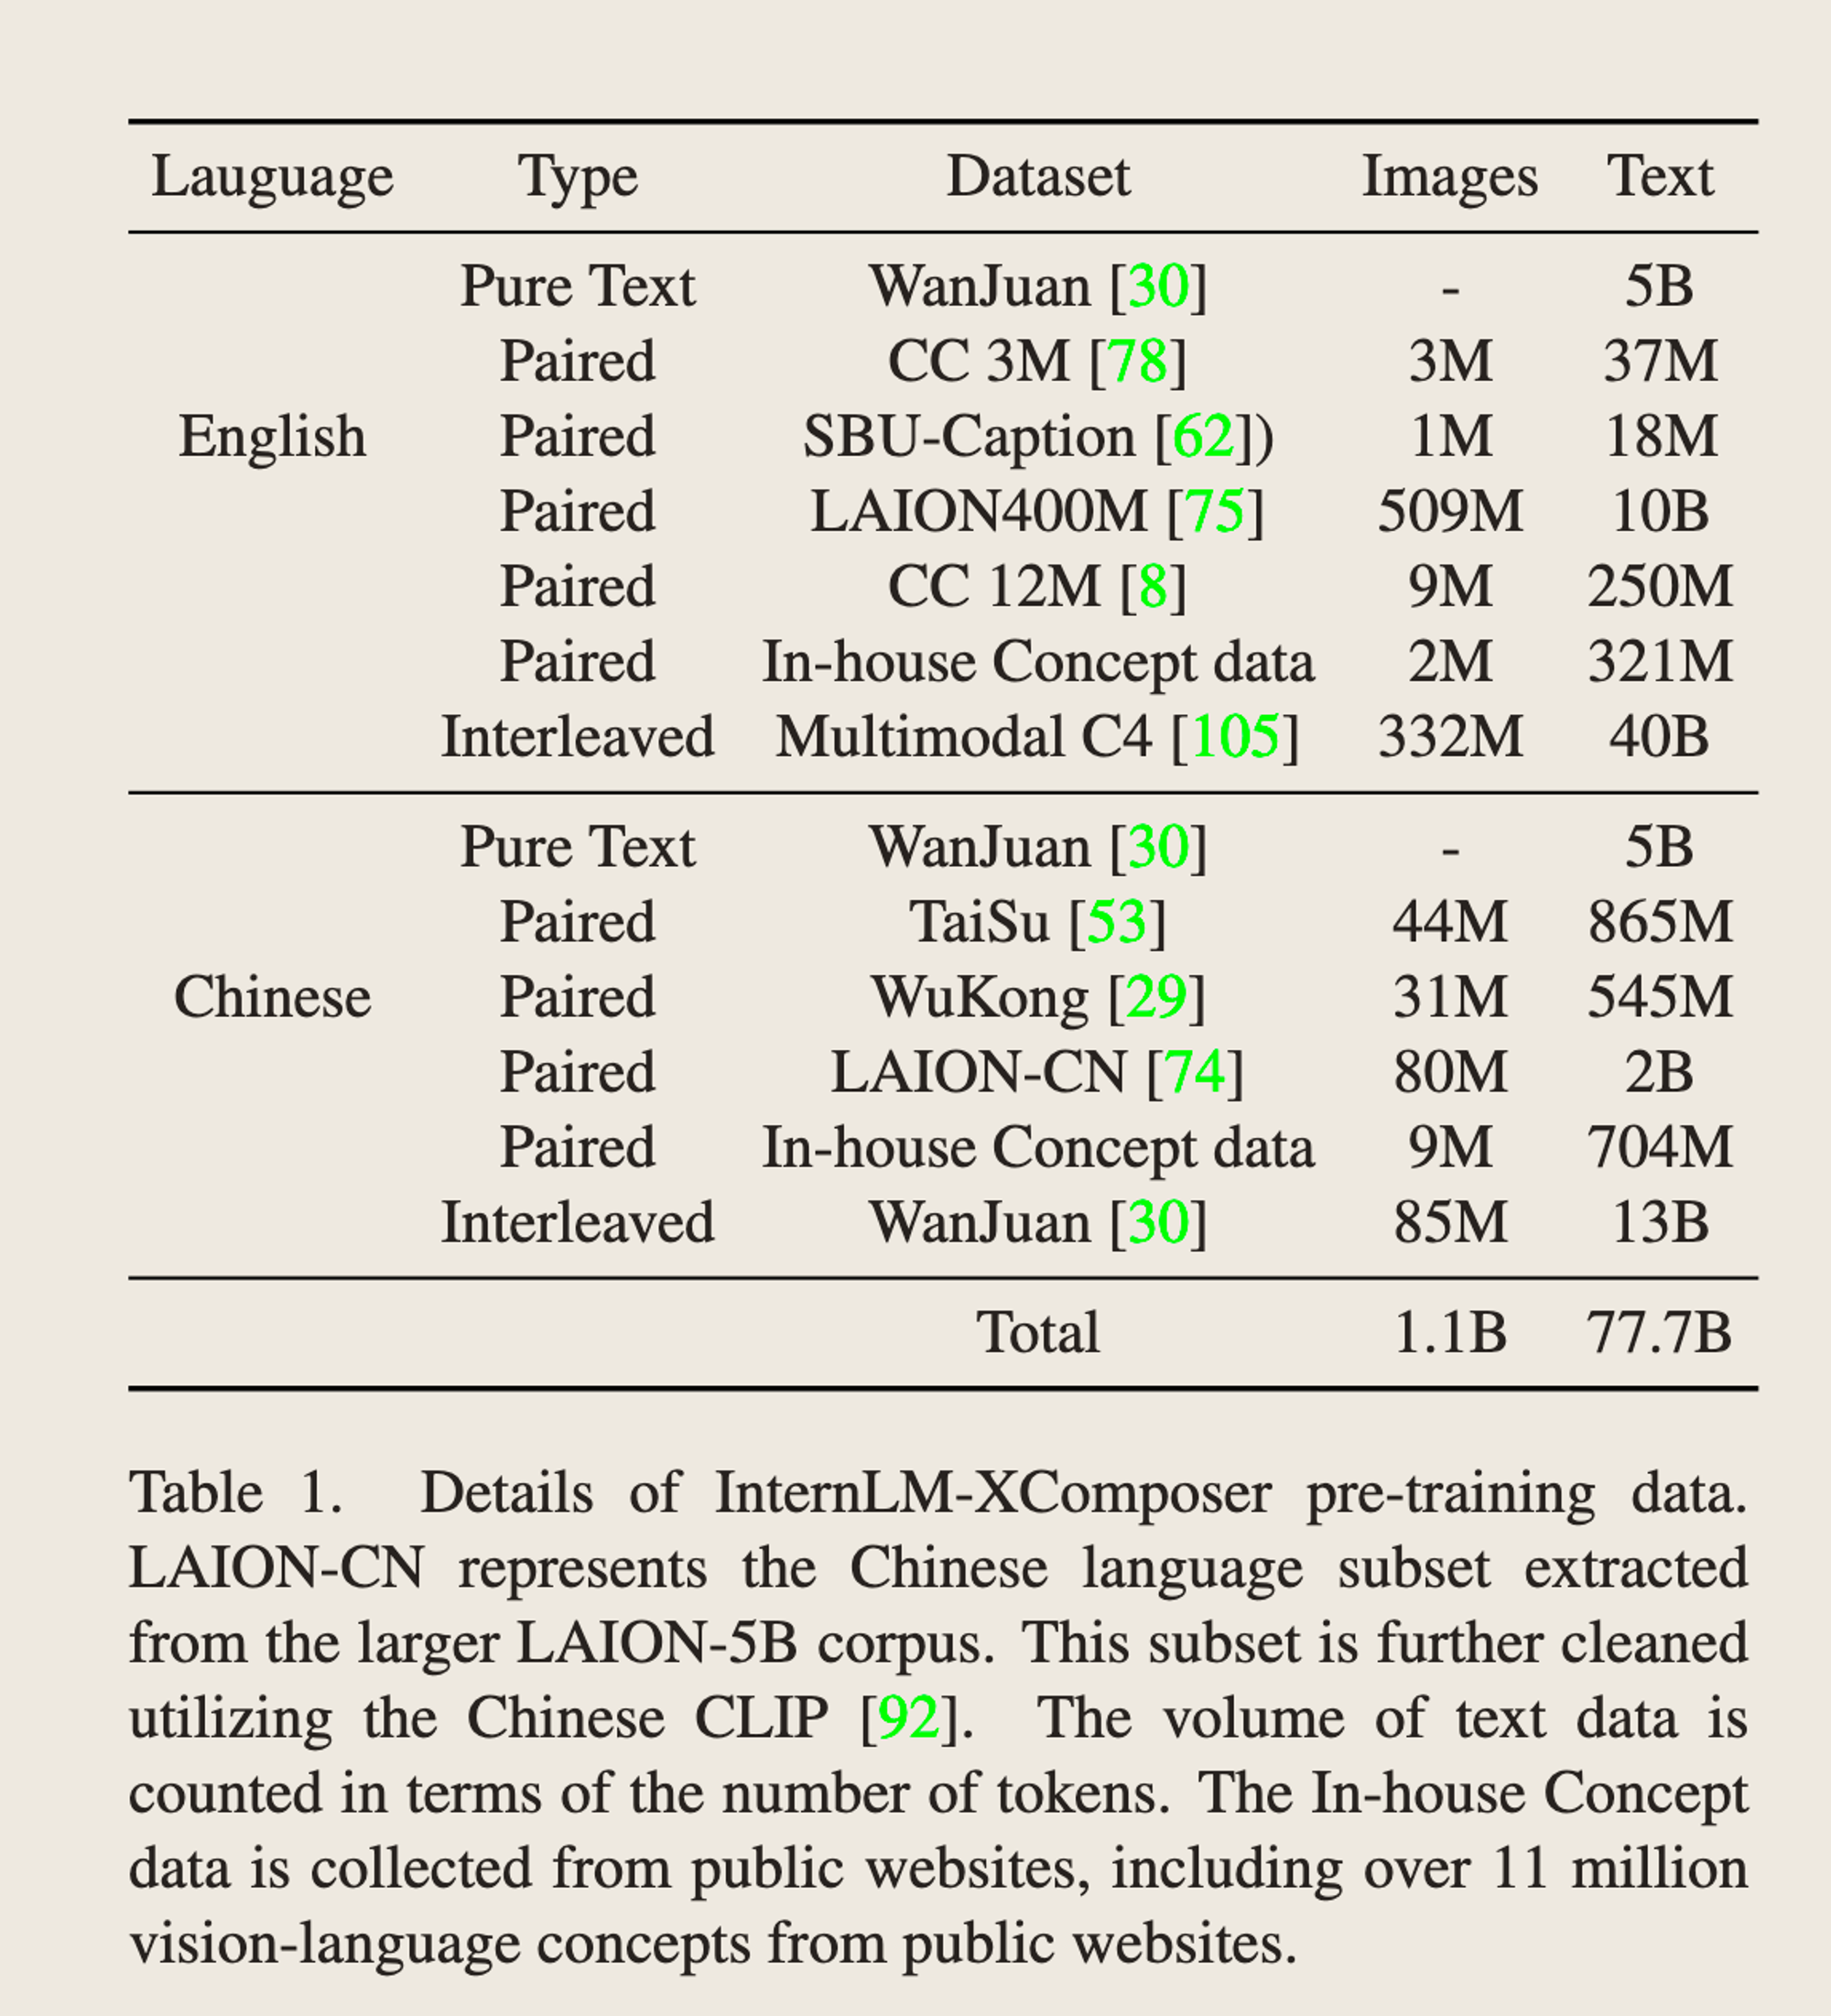 Lauguage Type Dataset Images Text
Pure Text WanJuan [30] - 5B
Paired CC 3M [78] 3M 37M
English Paired SBU-Caption [62]) 1M 18M
Paired LAION400M [75] 509M 10B
Paired CC 12M [8] 9M 250M
Paired In-house Concept data 2M 321M
Interleaved Multimodal C4 [105] 332M 40B
Pure Text WanJuan [30] - 5B
Paired TaiSu [53] 44M 865M
Chinese Paired WuKong [29] 31M 545M
Paired LAION-CN [74] 80M 2B
Paired In-house Concept data 9M 704M
Interleaved WanJuan [30] 85M 13B
Total 1.1B 77.7B
Table 1. Details of InternLM-XComposer pre-training data.
LAION-CN represents the Chinese language subset extracted
from the larger LAION-5B corpus. This subset is further cleaned
utilizing the Chinese CLIP [92]. The volume of text data is
counted in terms of the number of tokens. The In-house Concept
data is collected from public websites, including over 11 million
vision-language concepts from public websites.